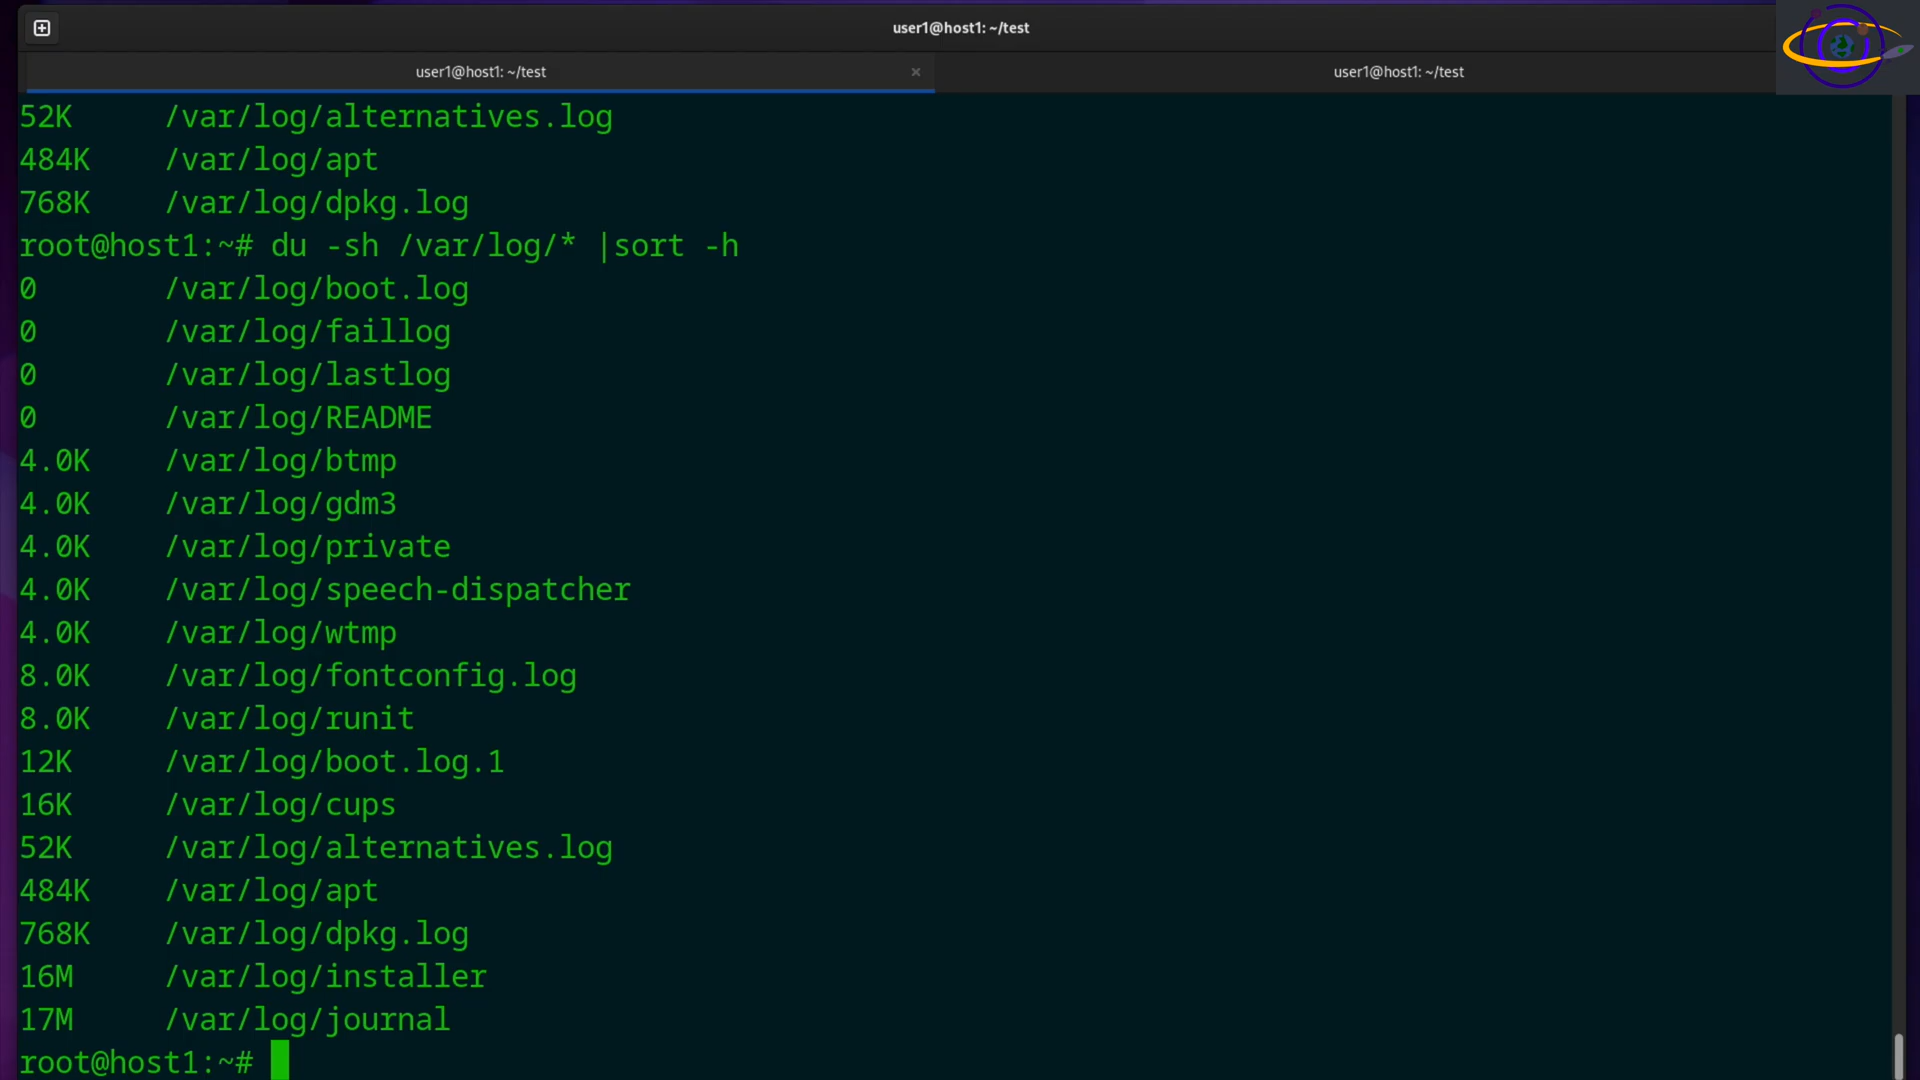 user1@host1: ~/test
user1@host1: ~/test × user1@host1: ~/test
52K /var/log/alternatives.log
484K /var/log/apt
768K /var/log/dpkg.log
root@host1:~# du -sh /var/log/* |sort -h
0 /var/log/boot.log
0 /var/log/faillog
0 /var/log/lastlog
0 /var/log/README
4.0K /var/log/btmp
4.0K /var/log/gdm3
4.0K /var/log/private
4.0K /var/log/speech-dispatcher
4.0K /var/log/wtmp
8.0K /var/log/fontconfig.log
8.0K /var/log/runit
12K /var/log/boot.log.1
16K /var/log/cups
52K /var/log/alternatives.log
484K /var/log/apt
768K /var/log/dpkg.log
16M /var/log/installer
17M /var/log/journal
root@host1:~#